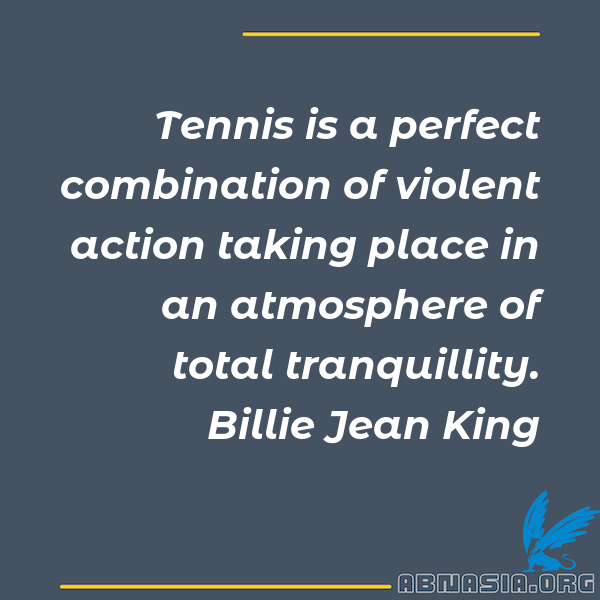 Tennis is a perfect
combination of violent
action taking place in
an atmosphere of
total tranquillity.
Billie Jean King
ABNASIA.ORG